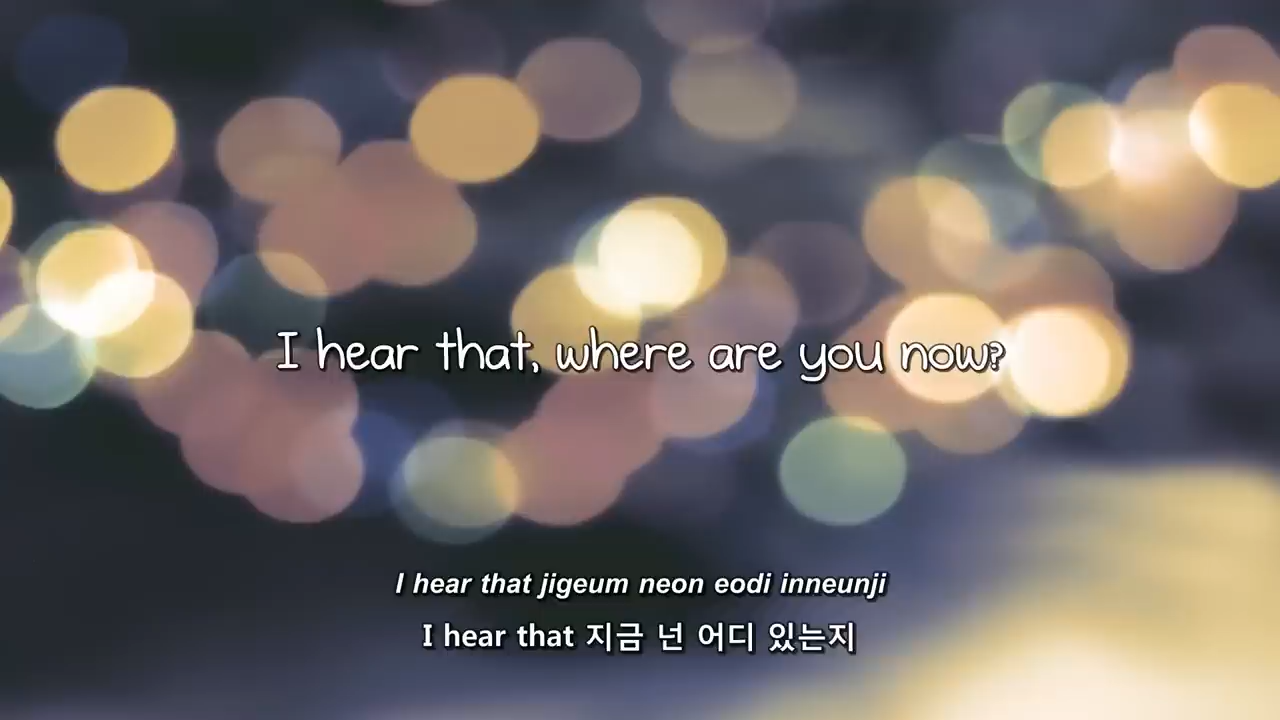 I hear that, where are you now?
I hear that jigeum neon eodi inneunji
I hear that 지금 넌 어디 있는지